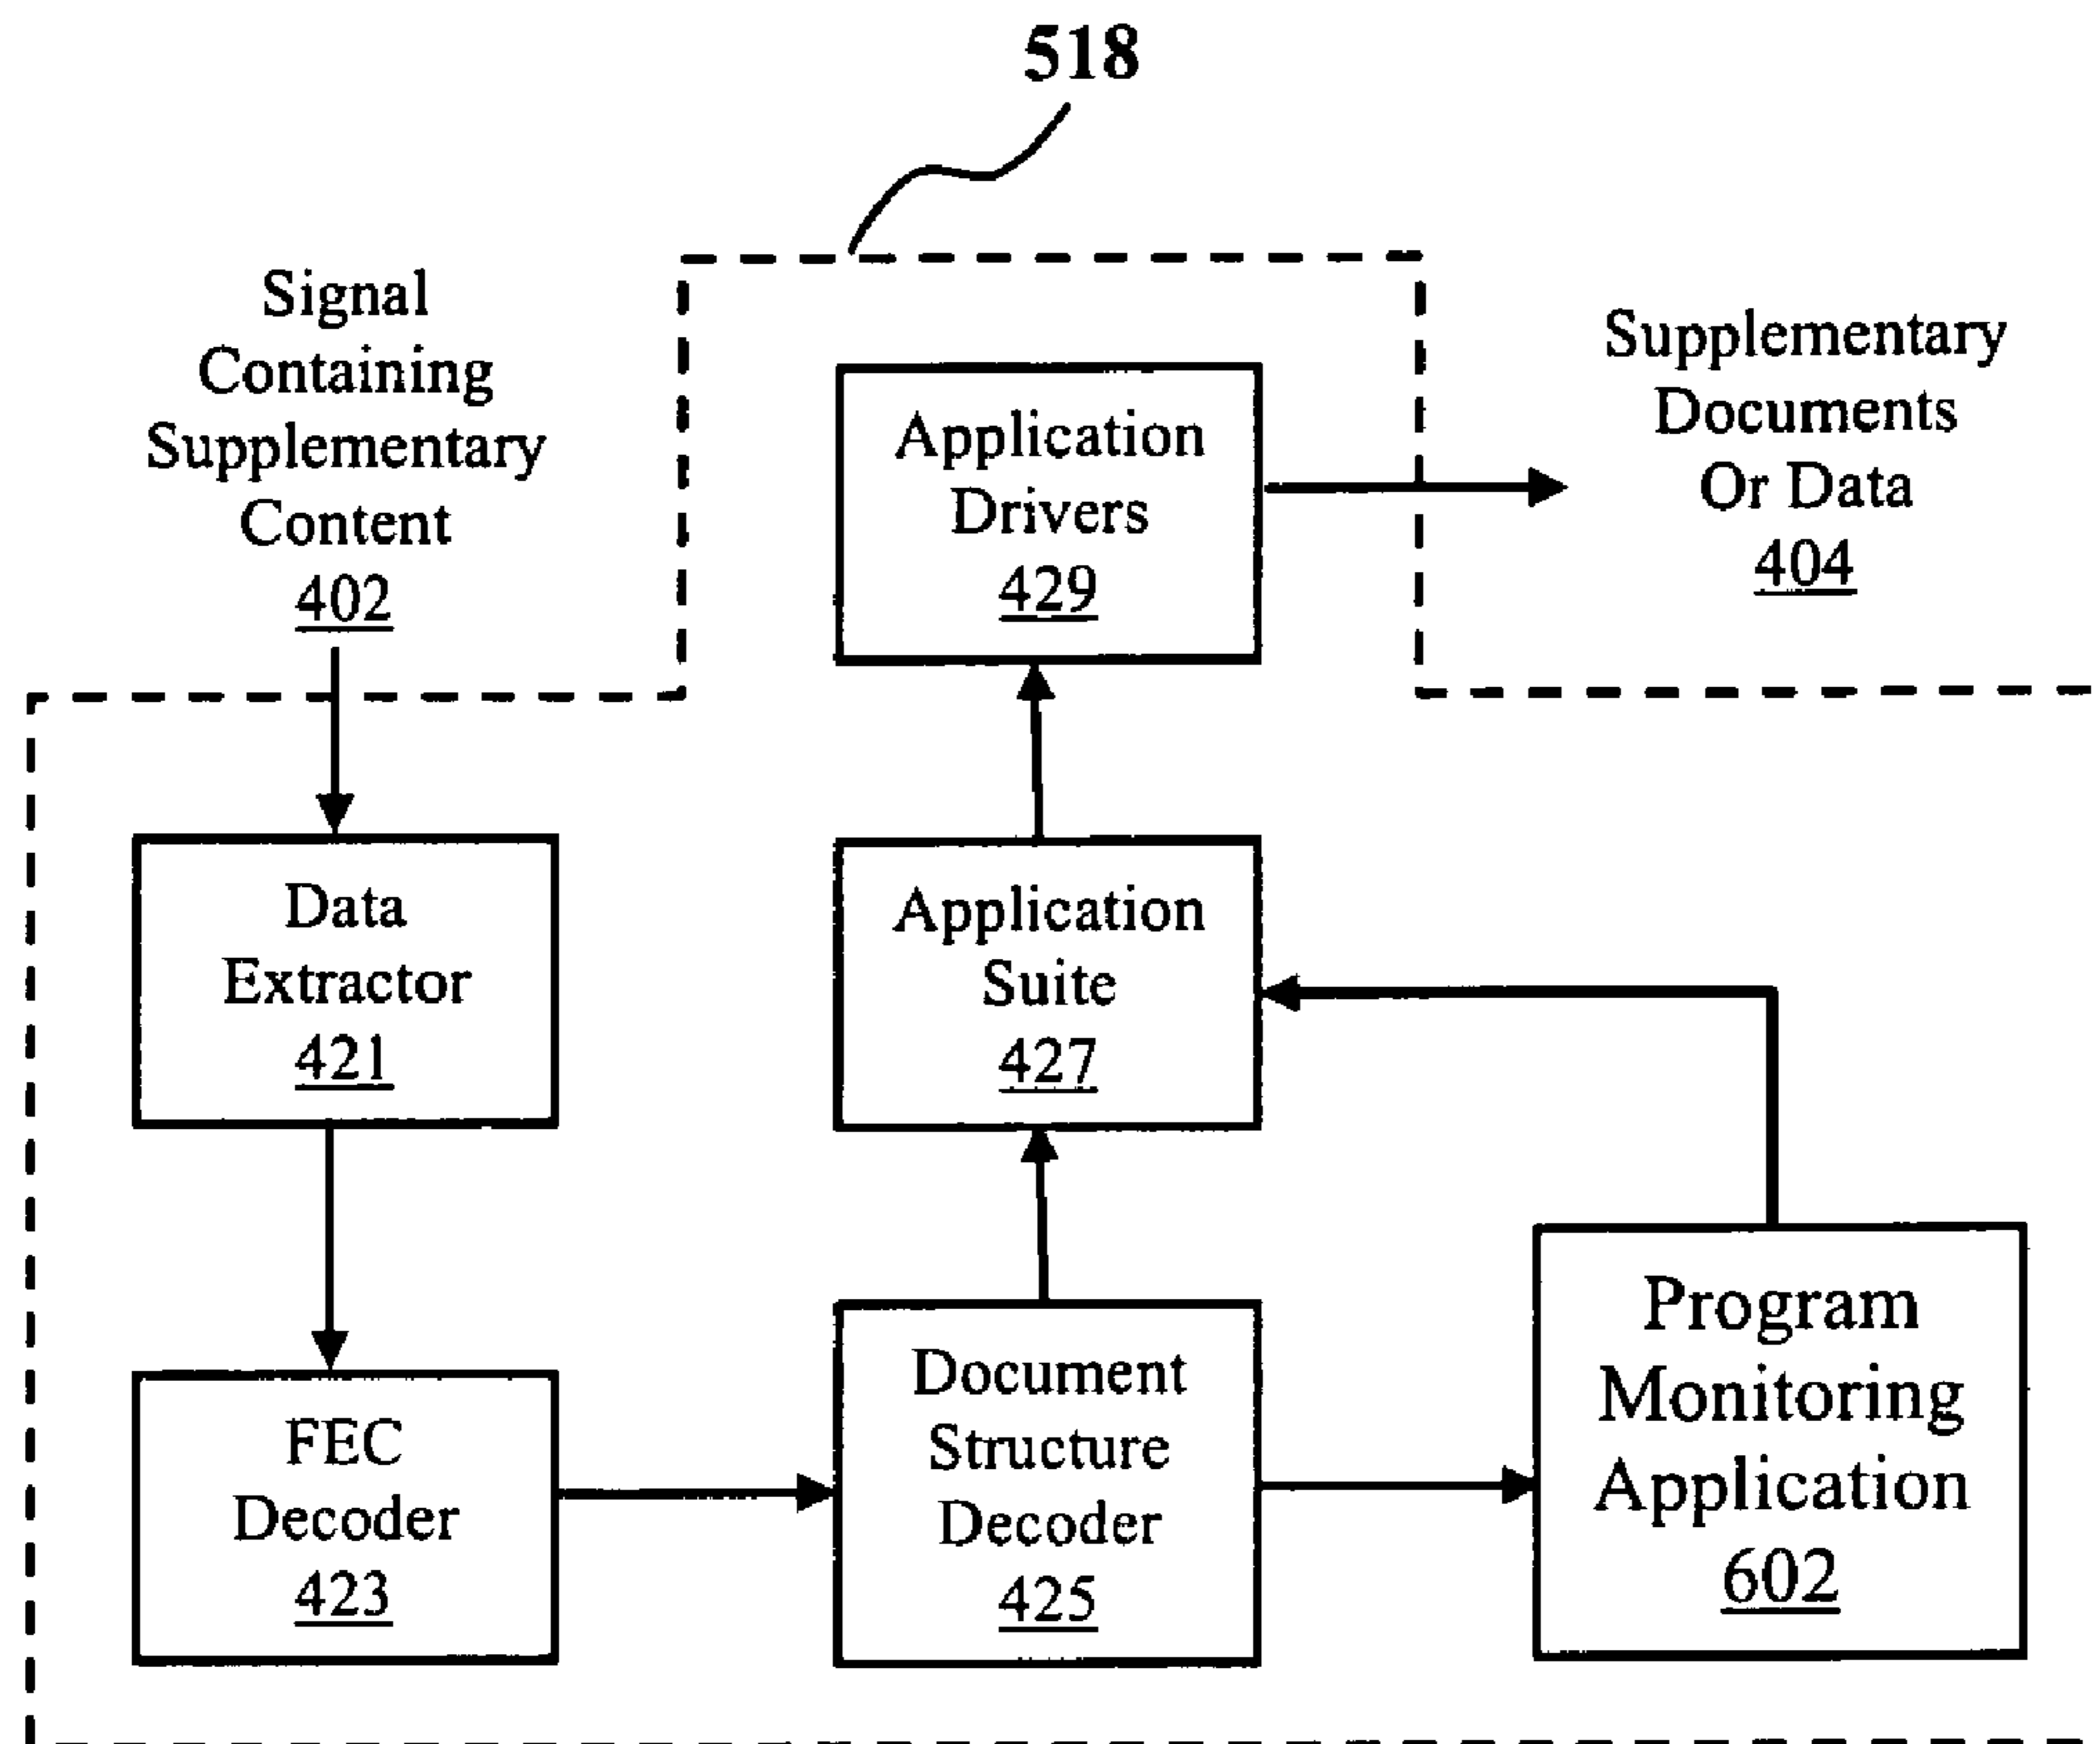 518
Signal
Containing
Supplementary
Content
402
Application
Drivers
429
Supplementary
Documents
Or Data
404
Data
Extractor
421
Application
Suite
427
FEC
Decoder
423
Document
Structure
Decoder
425
Program
Monitoring
Application
602